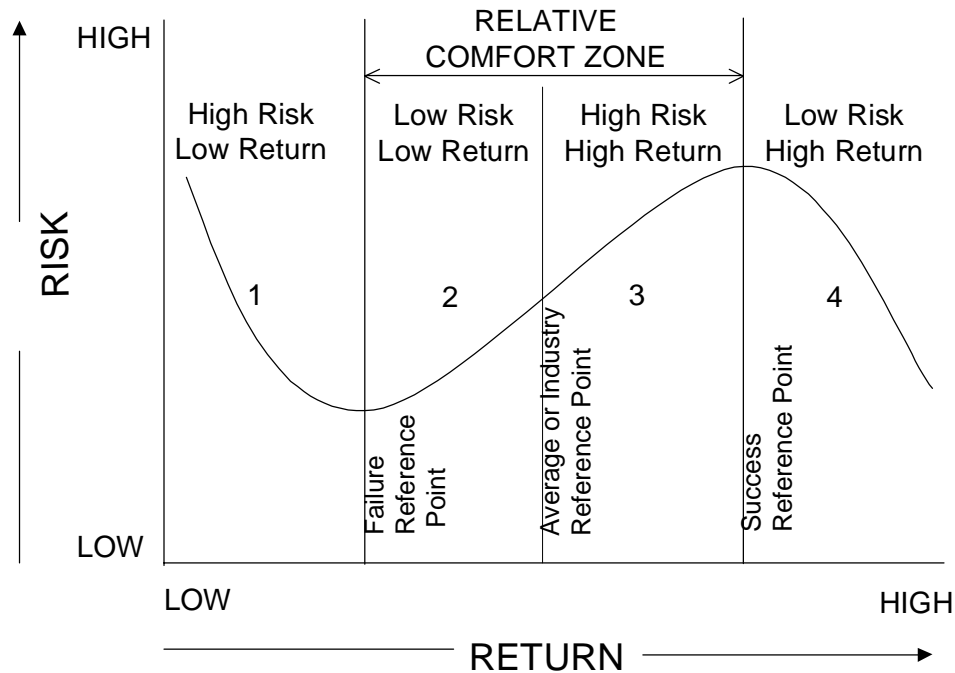 RELATIVE
COMFORT ZONE
HIGH
High Risk
Low Return
Low Risk
Low Return
High Risk
High Return
Low Risk
High Return
RISK
1
2
3
4
Failure
Reference
Point
Average or Industry
Reference Point
Success
Reference Point
LOW
LOW
HIGH
RETURN